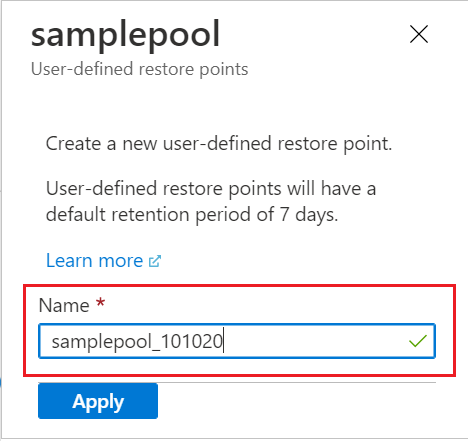 samplepool
User-defined restore points
Create a new user-defined restore point.
User-defined restore points will have a
default retention period of 7 days.
Learn more
Name *
samplepool_101020
Apply